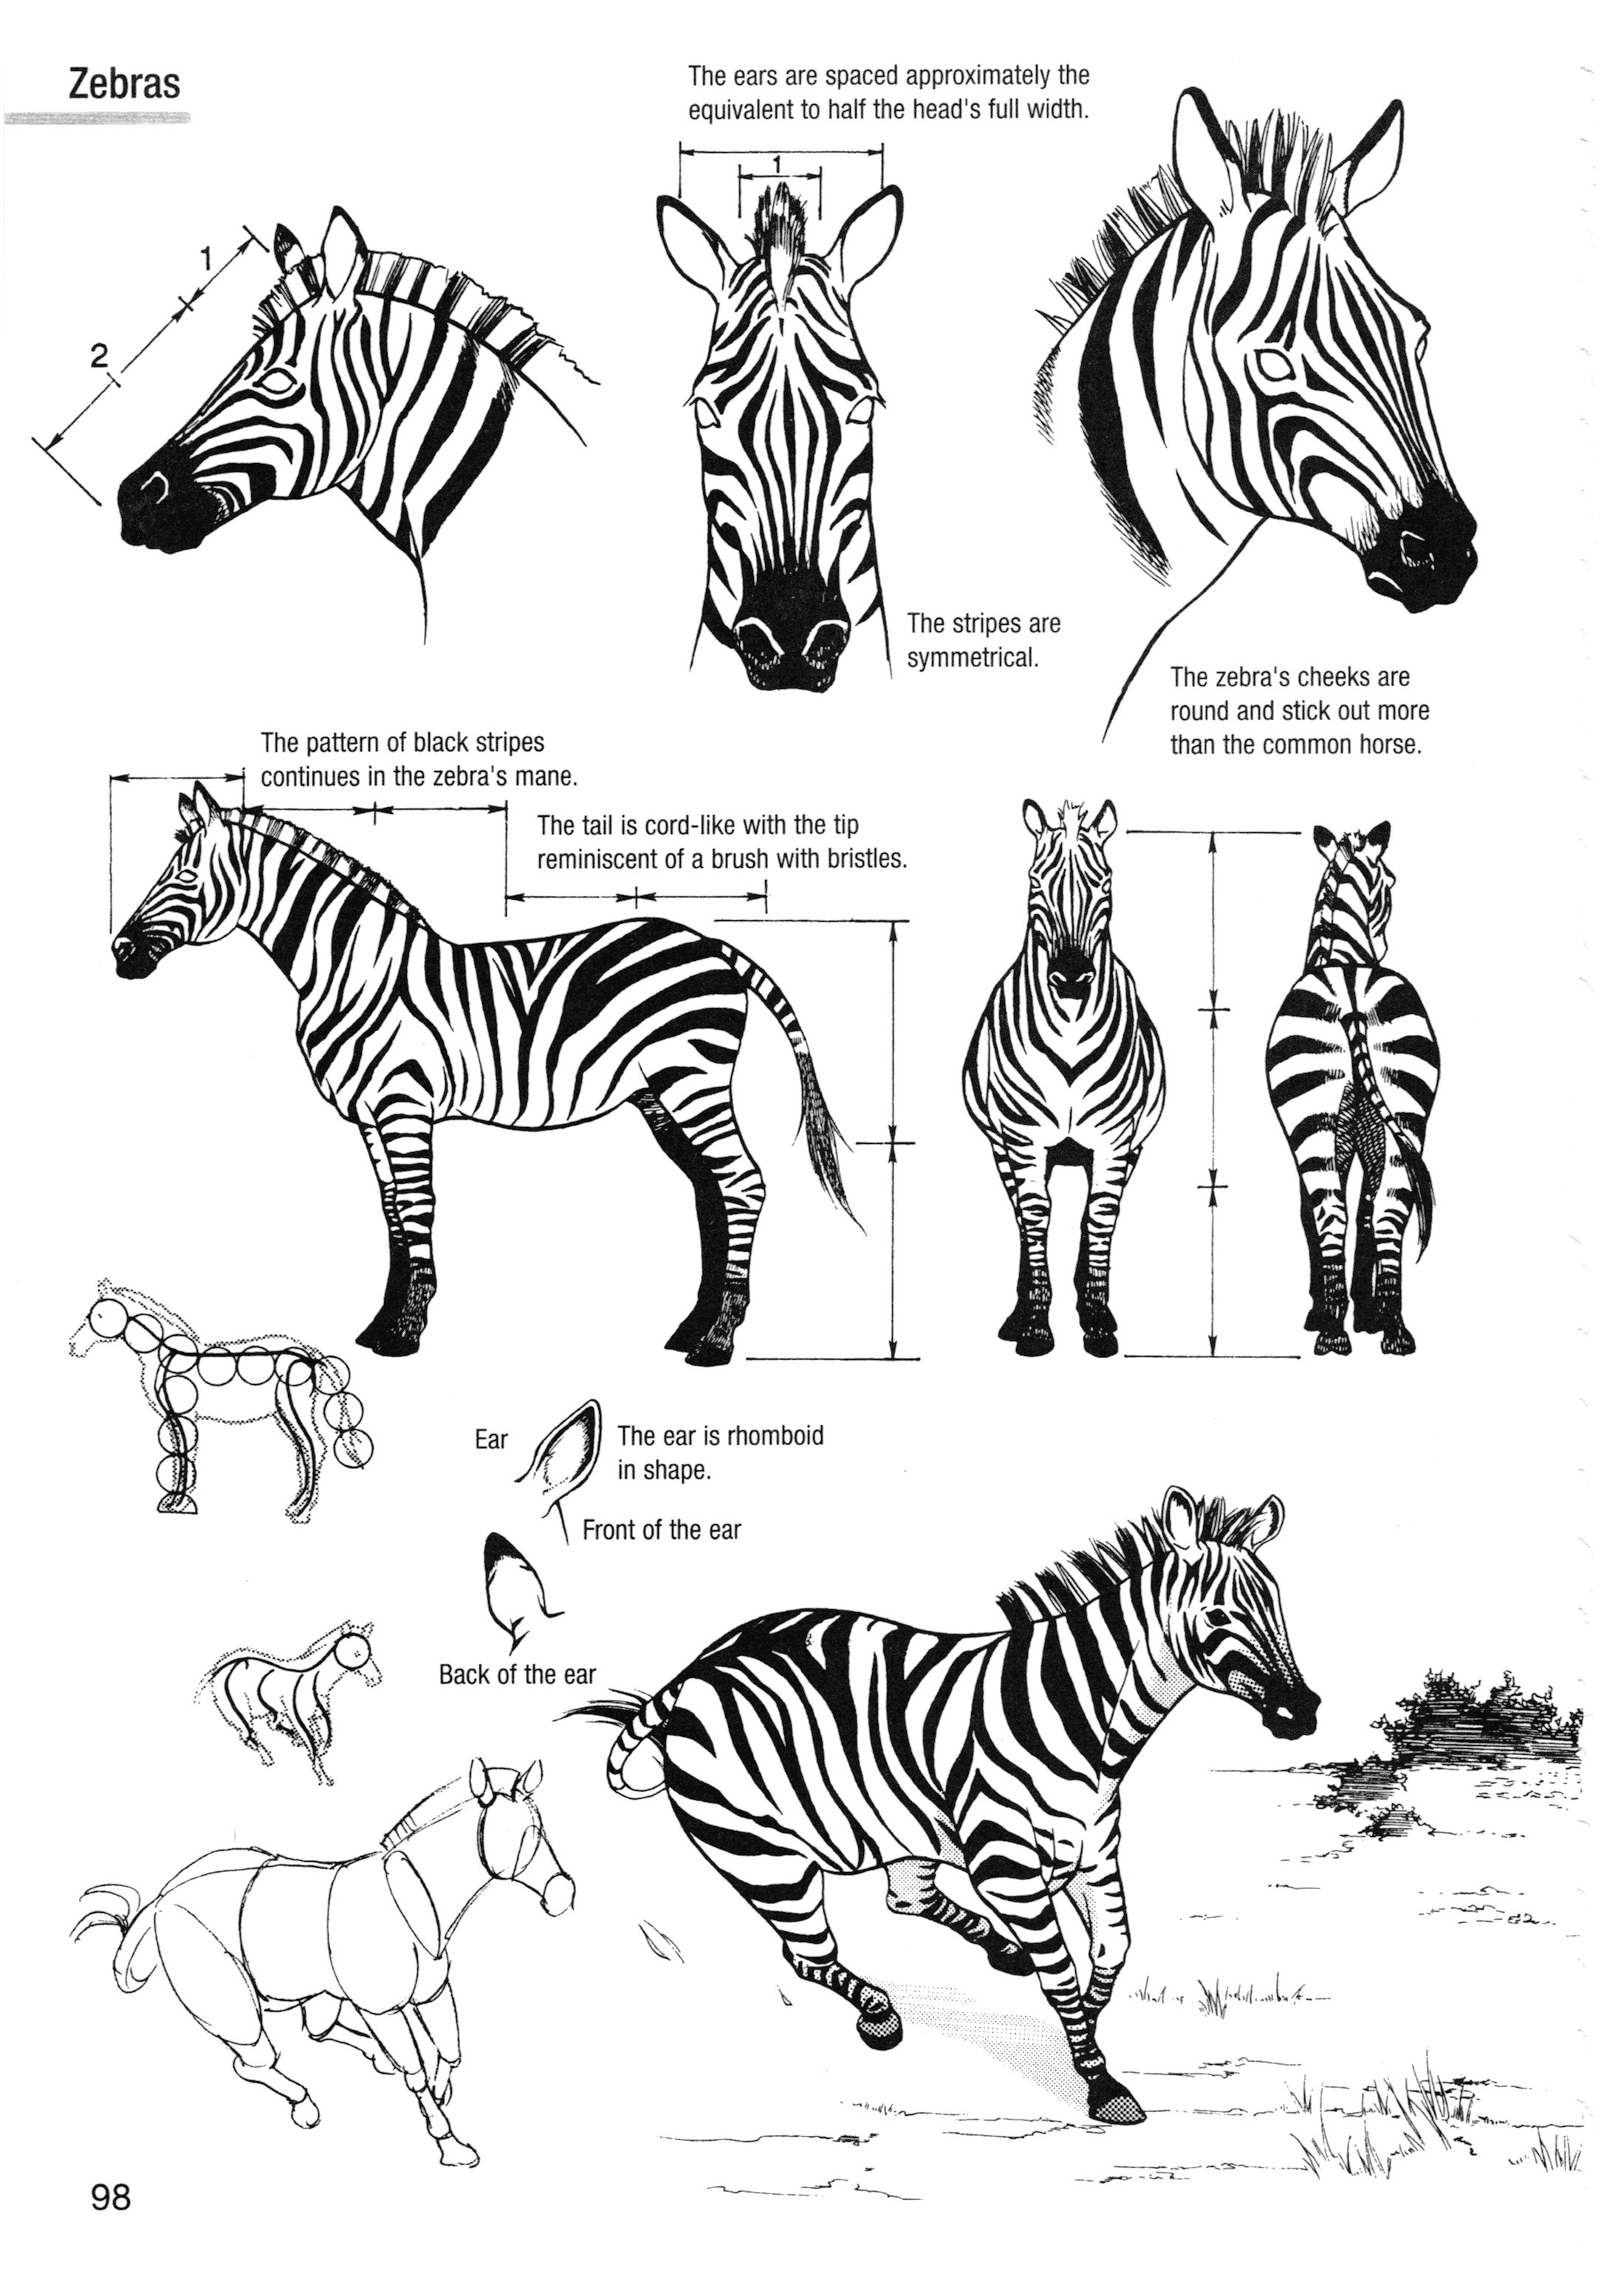 Zebras
The ears are spaced approximately the
equivalent to half the head's full width.
1
1
2
The stripes are
symmetrical.
The zebra's cheeks are
round and stick out more
than the common horse.
The pattern of black stripes
continues in the zebra's mane.
The tail is cord-like with the tip
reminiscent of a brush with bristles.
Ear
The ear is rhomboid
in shape.
Front of the ear
Back of the ear
98